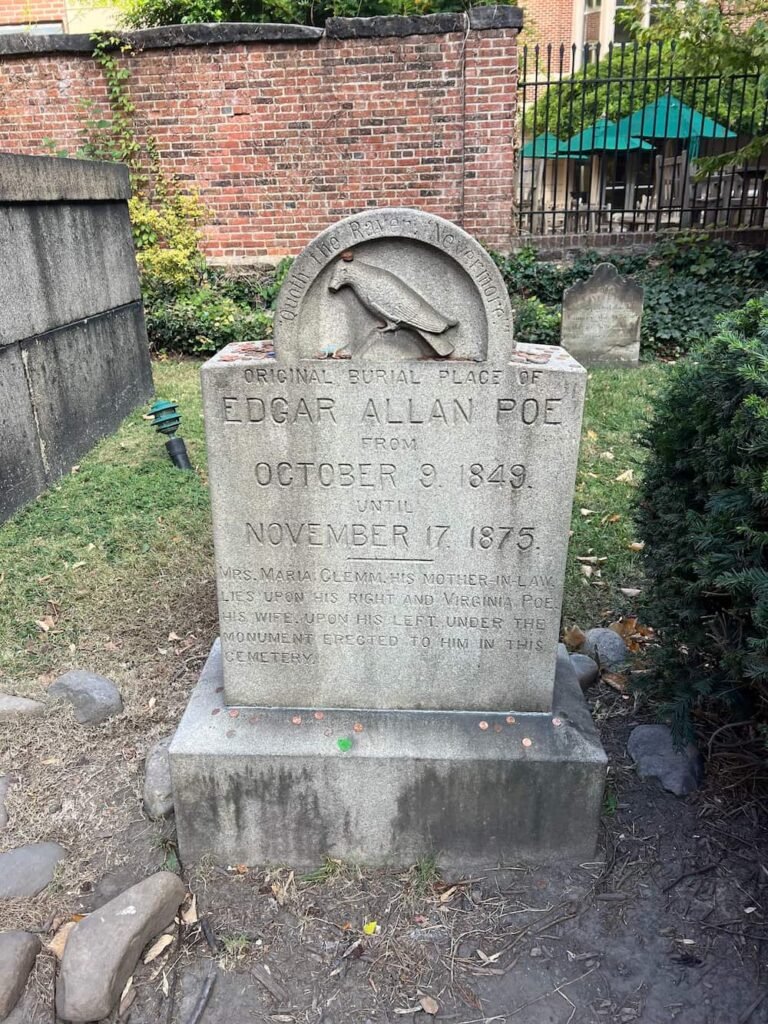 "Quoth the Raven, Nevermore"
ORIGINAL BURIAL PLACE OF
EDGAR ALLAN POE
FROM
OCTOBER 9. 1849.
UNTIL
NOVEMBER 17. 1875.
MRS. MARIA CLEMM, HIS MOTHER-IN-LAW
LIES UPON HIS RIGHT AND VIRGINIA POE
HIS WIFE, UPON HIS LEFT, UNDER THE
MONUMENT ERECTED TO HIM IN THIS
CEMETERY.